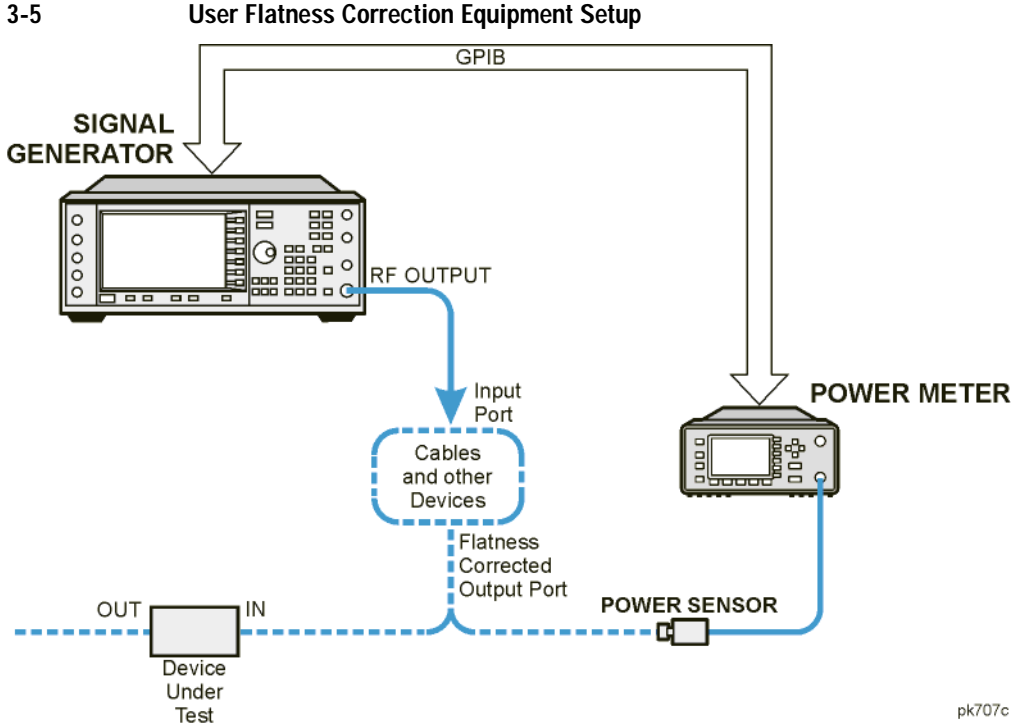 3-5 User Flatness Correction Equipment Setup
GPIB
SIGNAL
GENERATOR
RF OUTPUT
Input
Port
POWER METER
Cables
and other
Devices
Flatness
Corrected
Output Port
POWER SENSOR
OUT
IN
Device
Under
Test
pk707c